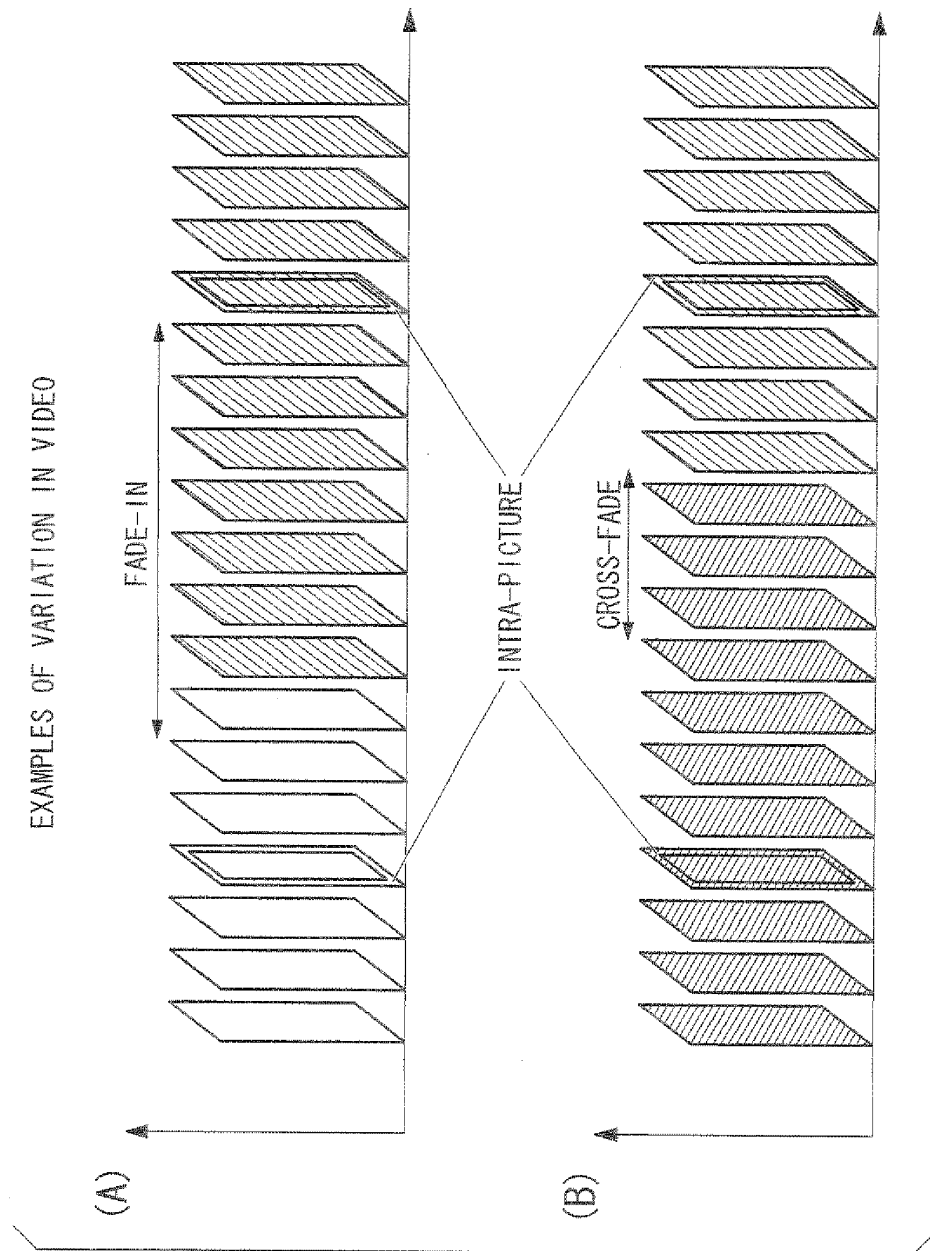 EXAMPLES OF VARIATION IN VIDEO
(A)
FADE-IN
INTRA-PICTURE
(B)
CROSS-FADE